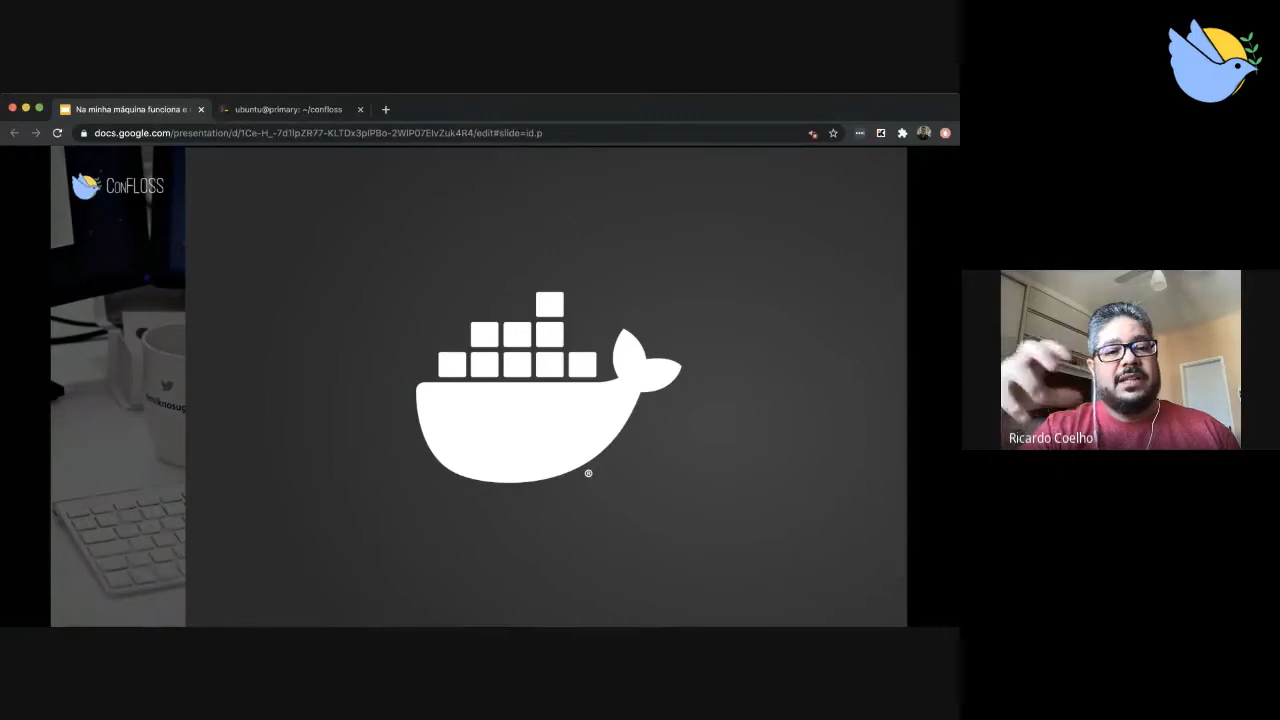 Na minha máquina funciona e
ubuntu@primary: ~/confloss
docs.google.com/presentation/d/1Ce-H_-7d1lpZR77-KLTDx3plPBo-2WlP07ElvZuk4R4/edit#slide=id.p
ConFLOSS
®
Ricardo Coelho